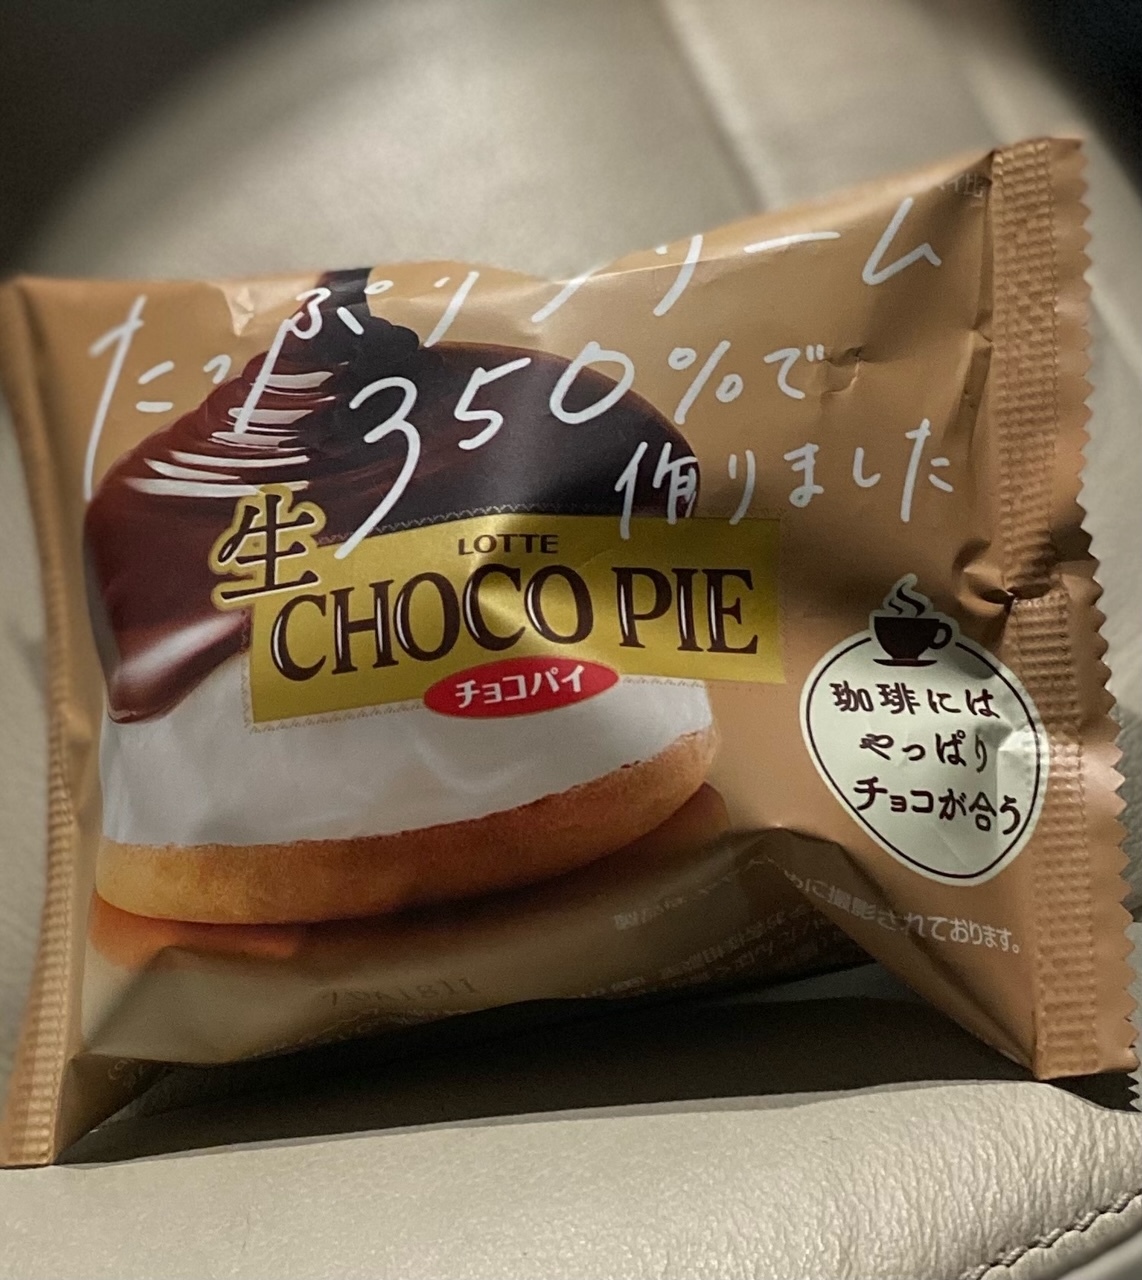 たっぷりクリーム
350%で
作りました
生
LOTTE
CHOCO PIE
チョコパイ
珈琲には
やっぱり
チョコが合う
に撮影されております。